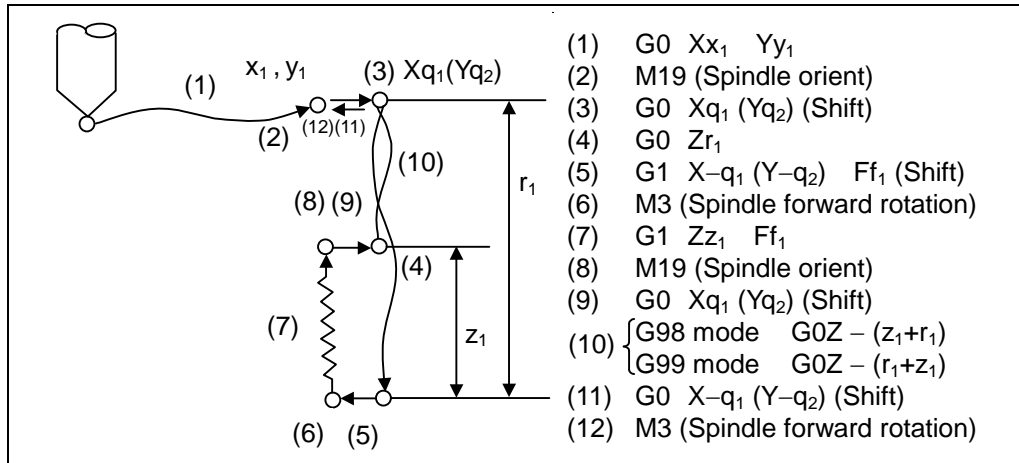 (1) G0 Xx₁ Yy₁
(2) M19 (Spindle orient)
(3) G0 Xq₁ (Yq₂) (Shift)
(4) G0 Zr₁
(5) G1 X−q₁ (Y−q₂) Ff₁ (Shift)
(6) M3 (Spindle forward rotation)
(7) G1 Zz₁ Ff₁
(8) M19 (Spindle orient)
(9) G0 Xq₁ (Yq₂) (Shift)
(10) G98 mode G0Z − (z₁+r₁)
G99 mode G0Z − (r₁+z₁)
(11) G0 X−q₁ (Y−q₂) (Shift)
(12) M3 (Spindle forward rotation)
x₁ , y₁ (3) Xq₁(Yq₂)
(1)
(2) (12)(11)
(10)
r₁
(8) (9)
(4)
(7) z₁
(6) (5)